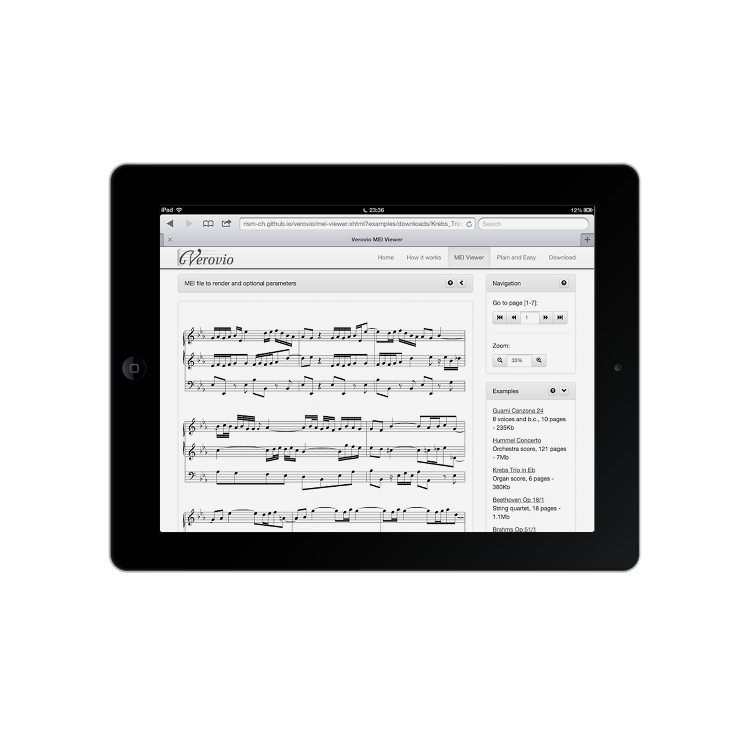 iPad 23:36 12%
rism-ch.github.io/verovio/mei-viewer.xhtml?examples/downloads/Krebs_Trio Search
Verovio MEI Viewer
Verovio Home How it works MEI Viewer Plain and Easy Download
MEI file to render and optional parameters
Navigation
Go to page [1-7]:
1
Zoom:
33%
Examples
Guami Canzona 24
8 voices and b.c., 10 pages
- 235Kb
Hummel Concerto
Orchestra score, 121 pages
- 7Mb
Krebs Trio in Eb
Organ score, 6 pages -
380Kb
Beethoven Op 18/1
String quartet, 18 pages -
1.1Mb
Brahms Op 51/1